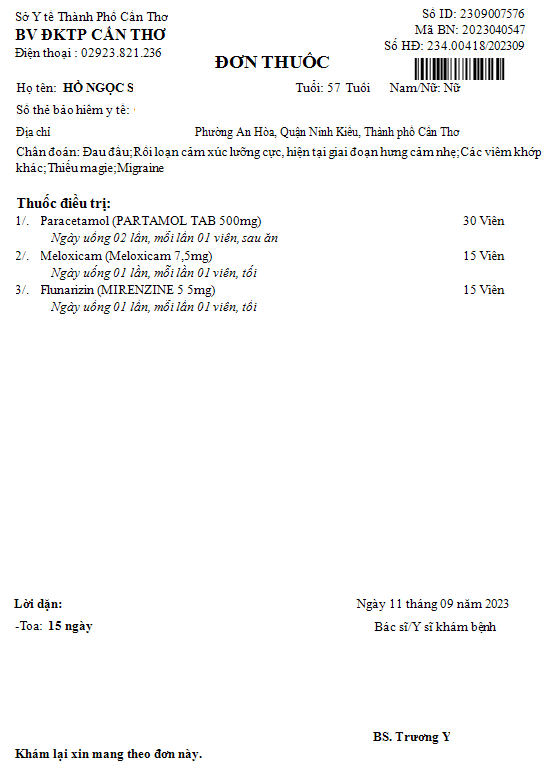 Sở Y tế Thành Phố Cần Thơ
Số ID: 2309007576
BV ĐKTP CẦN THƠ
Mã BN: 2023040547
Điện thoại : 02923.821.236
Số HĐ: 234.00418/202309
ĐƠN THUỐC
Họ tên: HỒ NGỌC S
Tuổi: 57 Tuổi
Nam/Nữ: Nữ
Số thẻ bảo hiểm y tế:
Địa chỉ
Phường An Hòa, Quận Ninh Kiều, Thành phố Cần Thơ
Chẩn đoán: Đau đầu;Rối loạn cảm xúc lưỡng cực, hiện tại giai đoạn hưng cảm nhẹ;Các viêm khớp
khác;Thiếu magie;Migraine
Thuốc điều trị:
1/. Paracetamol (PARTAMOL TAB 500mg) 30 Viên
Ngày uống 02 lần, mỗi lần 01 viên, sau ăn
2/. Meloxicam (Meloxicam 7,5mg) 15 Viên
Ngày uống 01 lần, mỗi lần 01 viên, tối
3/. Flunarizin (MIRENZINE 5 5mg) 15 Viên
Ngày uống 01 lần, mỗi lần 01 viên, tối
Lời dặn:
Ngày 11 tháng 09 năm 2023
-Toa: 15 ngày
Bác sĩ/Y sĩ khám bệnh
BS. Trương Y
Khám lại xin mang theo đơn này.